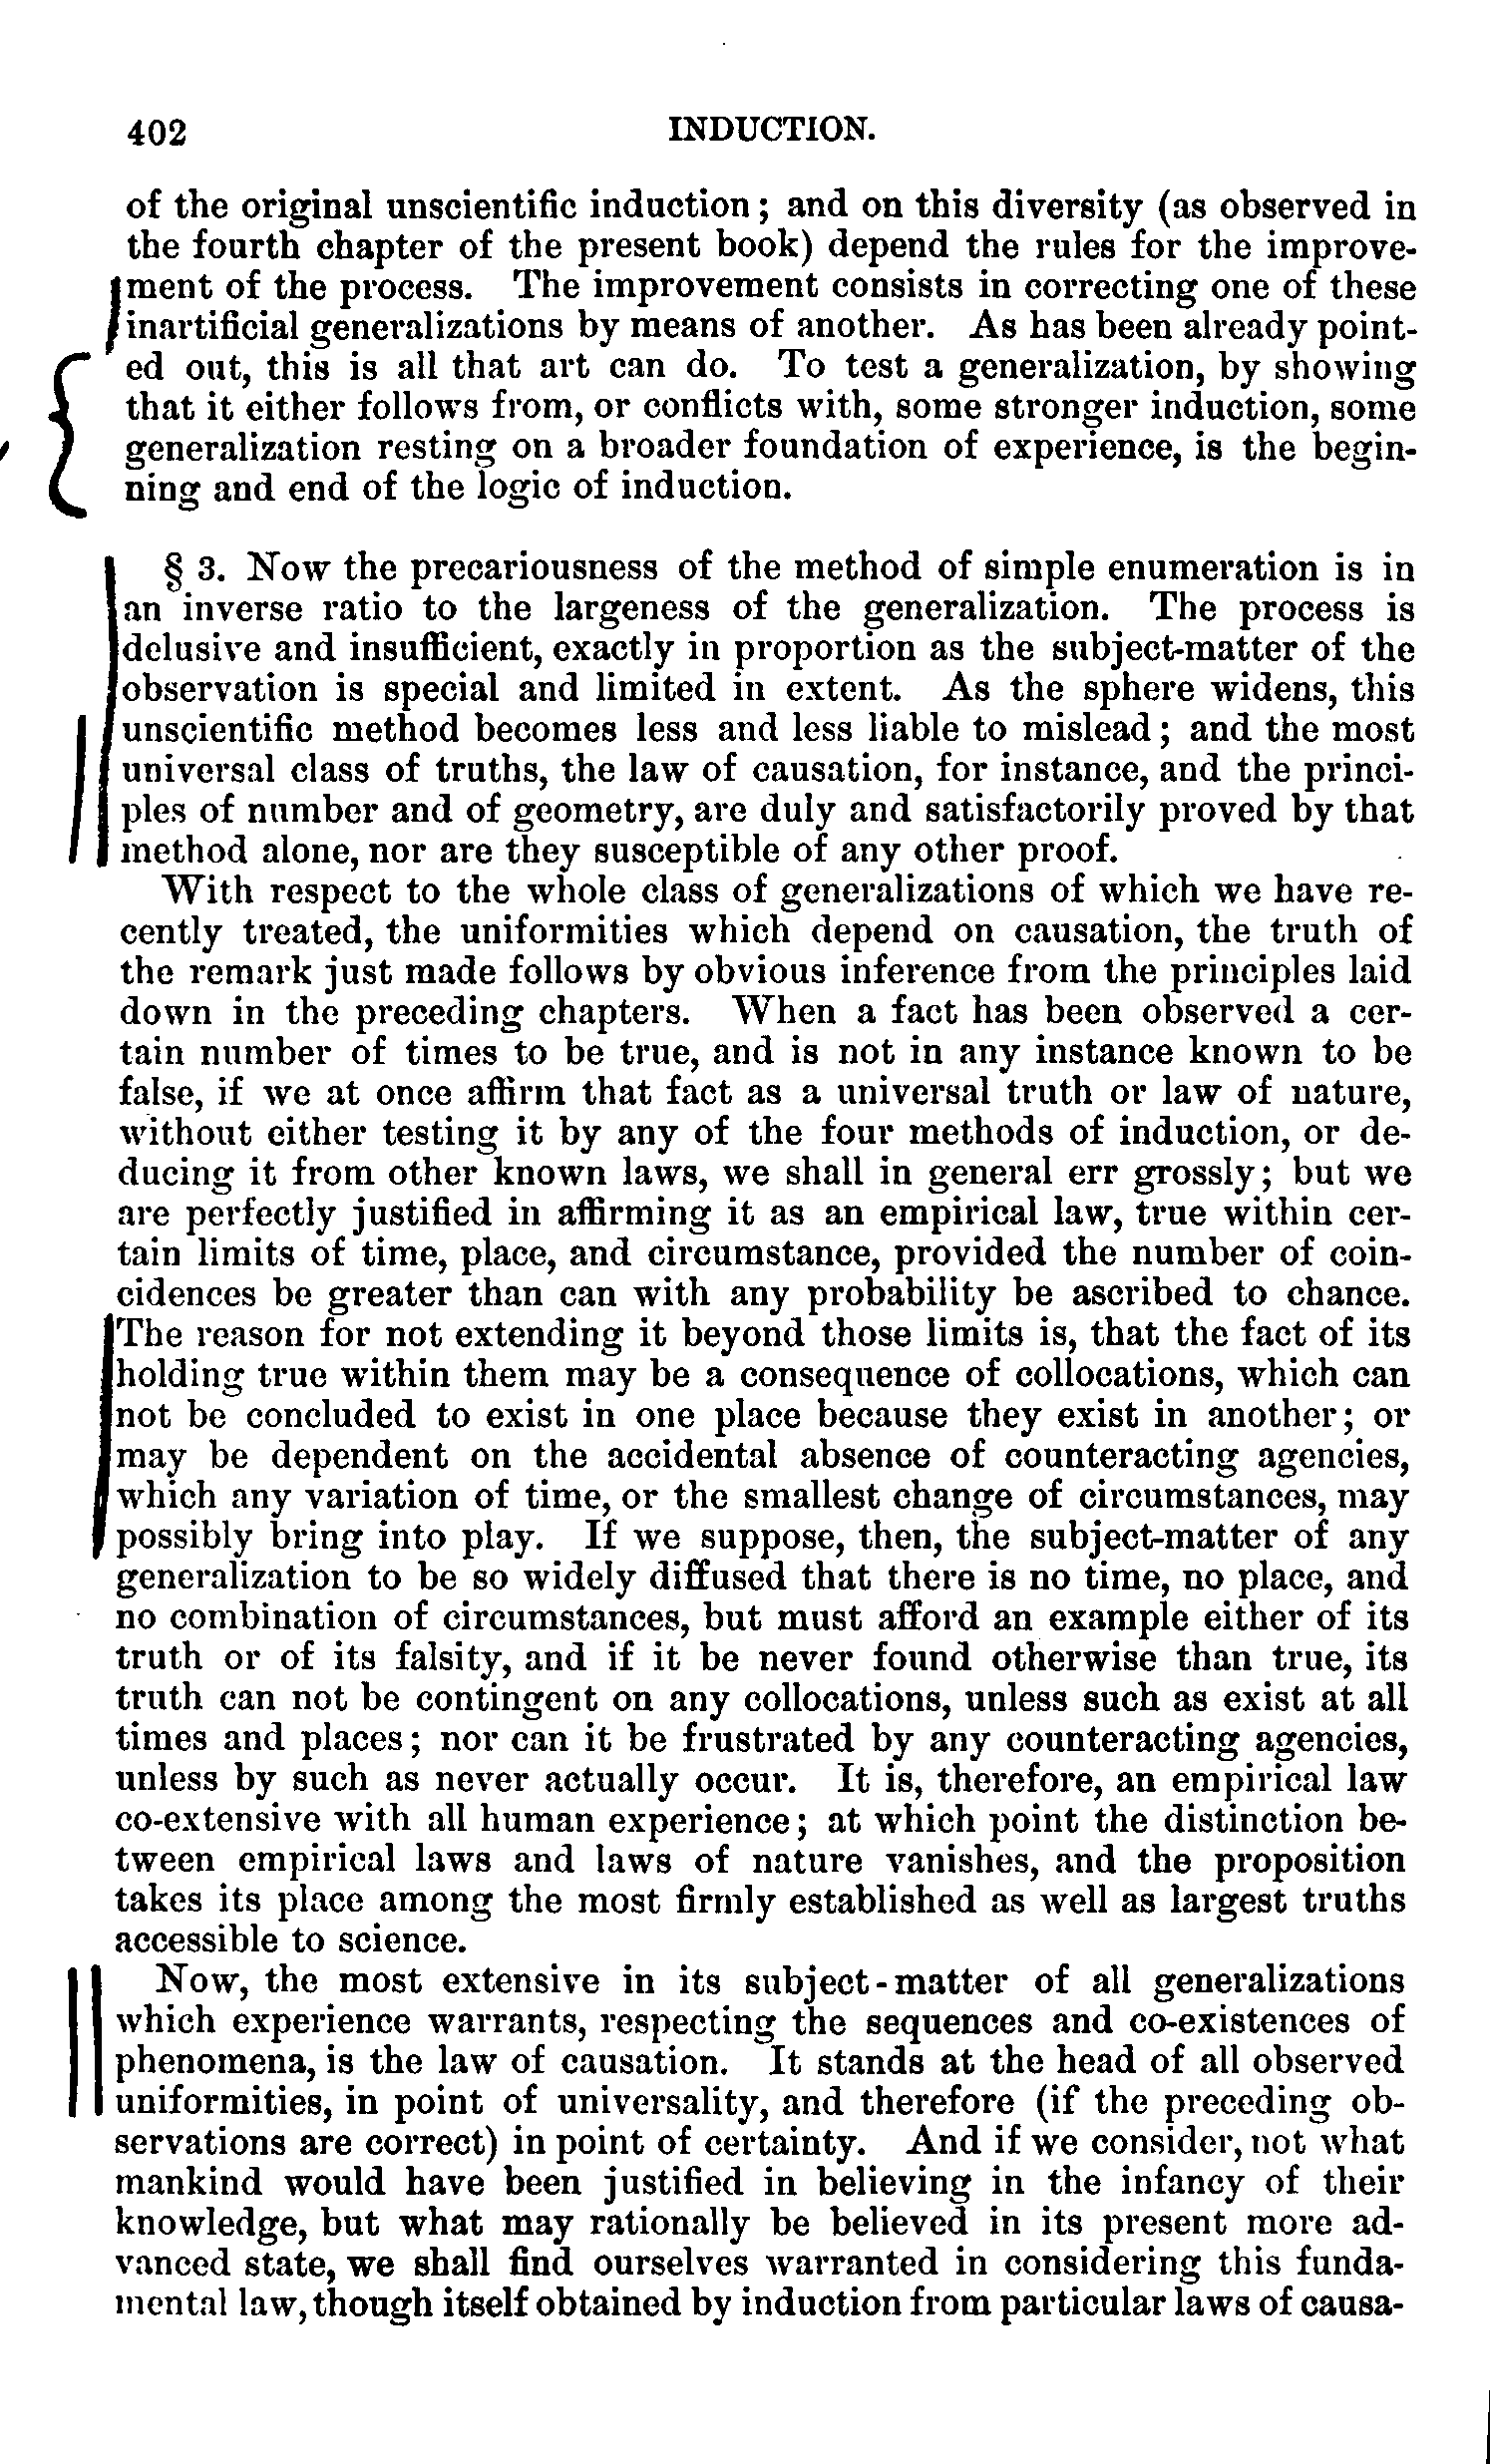 402 INDUCTION.
of the original unscientific induction; and on this diversity (as observed in
the fourth chapter of the present book) depend the rules for the improve-
ment of the process. The improvement consists in correcting one of these
inartificial generalizations by means of another. As has been already point-
ed out, this is all that art can do. To test a generalization, by showing
that it either follows from, or conflicts with, some stronger induction, some
generalization resting on a broader foundation of experience, is the begin-
ning and end of the logic of induction.
§ 3. Now the precariousness of the method of simple enumeration is in
an inverse ratio to the largeness of the generalization. The process is
delusive and insufficient, exactly in proportion as the subject-matter of the
observation is special and limited in extent. As the sphere widens, this
unscientific method becomes less and less liable to mislead; and the most
universal class of truths, the law of causation, for instance, and the princi-
ples of number and of geometry, are duly and satisfactorily proved by that
method alone, nor are they susceptible of any other proof.
With respect to the whole class of generalizations of which we have re-
cently treated, the uniformities which depend on causation, the truth of
the remark just made follows by obvious inference from the principles laid
down in the preceding chapters. When a fact has been observed a cer-
tain number of times to be true, and is not in any instance known to be
false, if we at once affirm that fact as a universal truth or law of nature,
without either testing it by any of the four methods of induction, or de-
ducing it from other known laws, we shall in general err grossly; but we
are perfectly justified in affirming it as an empirical law, true within cer-
tain limits of time, place, and circumstance, provided the number of coin-
cidences be greater than can with any probability be ascribed to chance.
The reason for not extending it beyond those limits is, that the fact of its
holding true within them may be a consequence of collocations, which can
not be concluded to exist in one place because they exist in another; or
may be dependent on the accidental absence of counteracting agencies,
which any variation of time, or the smallest change of circumstances, may
possibly bring into play. If we suppose, then, the subject-matter of any
generalization to be so widely diffused that there is no time, no place, and
no combination of circumstances, but must afford an example either of its
truth or of its falsity, and if it be never found otherwise than true, its
truth can not be contingent on any collocations, unless such as exist at all
times and places; nor can it be frustrated by any counteracting agencies,
unless by such as never actually occur. It is, therefore, an empirical law
co-extensive with all human experience; at which point the distinction be-
tween empirical laws and laws of nature vanishes, and the proposition
takes its place among the most firmly established as well as largest truths
accessible to science.
Now, the most extensive in its subject-matter of all generalizations
which experience warrants, respecting the sequences and co-existences of
phenomena, is the law of causation. It stands at the head of all observed
uniformities, in point of universality, and therefore (if the preceding ob-
servations are correct) in point of certainty. And if we consider, not what
mankind would have been justified in believing in the infancy of their
knowledge, but what may rationally be believed in its present more ad-
vanced state, we shall find ourselves warranted in considering this funda-
mental law, though itself obtained by induction from particular laws of causa-